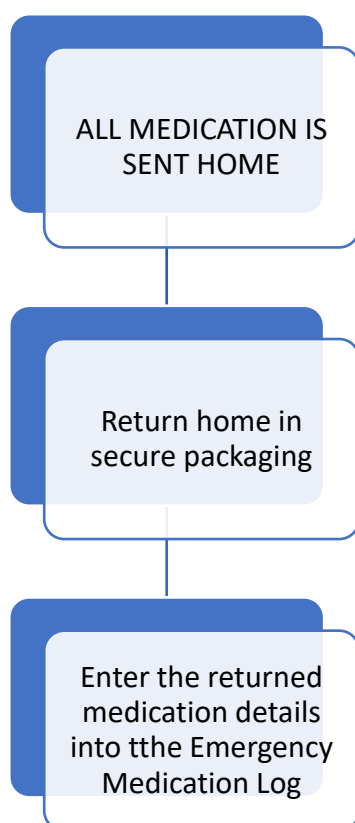 ALL MEDICATION IS
SENT HOME
Return home in
secure packaging
Enter the returned
medication details
into tthe Emergency
Medication Log